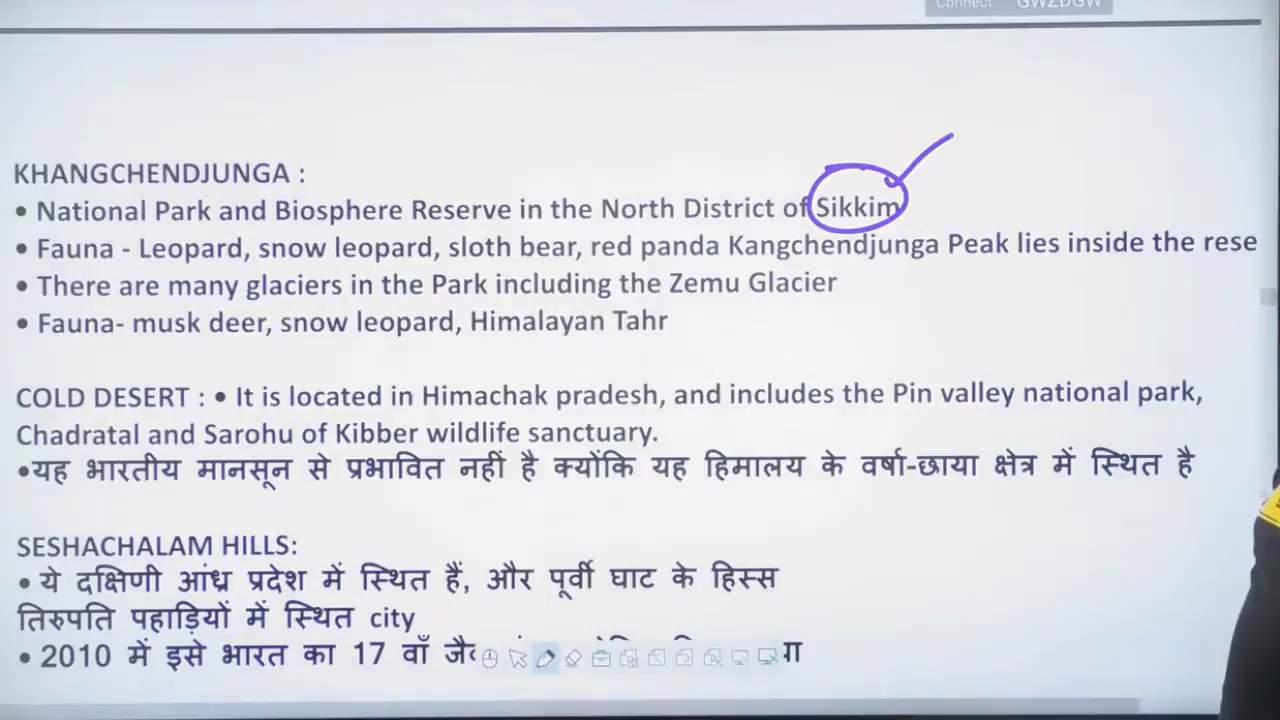 Connect GWZDGW
KHANGCHENDJUNGA :
• National Park and Biosphere Reserve in the North District of Sikkim
• Fauna - Leopard, snow leopard, sloth bear, red panda Kangchendjunga Peak lies inside the rese
• There are many glaciers in the Park including the Zemu Glacier
• Fauna- musk deer, snow leopard, Himalayan Tahr
COLD DESERT : • It is located in Himachak pradesh, and includes the Pin valley national park,
Chadratal and Sarohu of Kibber wildlife sanctuary.
•यह भारतीय मानसून से प्रभावित नहीं है क्योंकि यह हिमालय के वर्षा-छाया क्षेत्र में स्थित है
SESHACHALAM HILLS:
• ये दक्षिणी आंध्र प्रदेश में स्थित हैं, और पूर्वी घाट के हिस्स
तिरुपति पहाड़ियों में स्थित city
• 2010 में इसे भारत का 17 वाँ